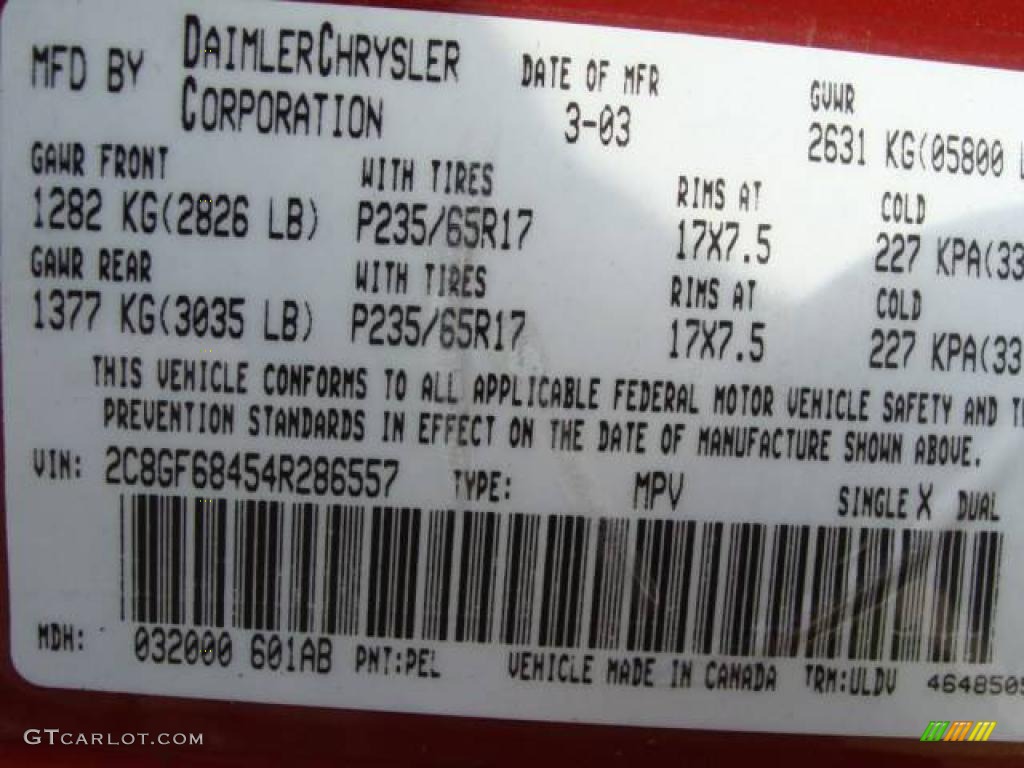 MFD BY DAIMLERCHRYSLER CORPORATION DATE OF MFR 3-03 GVWR 2631 KG(05800 L
GAWR FRONT WITH TIRES RIMS AT COLD
1282 KG(2826 LB) P235/65R17 17X7.5 227 KPA(33
GAWR REAR WITH TIRES RIMS AT COLD
1377 KG(3035 LB) P235/65R17 17X7.5 227 KPA(33
THIS VEHICLE CONFORMS TO ALL APPLICABLE FEDERAL MOTOR VEHICLE SAFETY AND
PREVENTION STANDARDS IN EFFECT ON THE DATE OF MANUFACTURE SHOWN ABOVE.
VIN: 2C8GF68454R286557 TYPE: MPV SINGLE X DUAL
MDH: 032000 601AB PNT:PEL VEHICLE MADE IN CANADA TRM:ULDV 4648505
GTCARLOT.COM